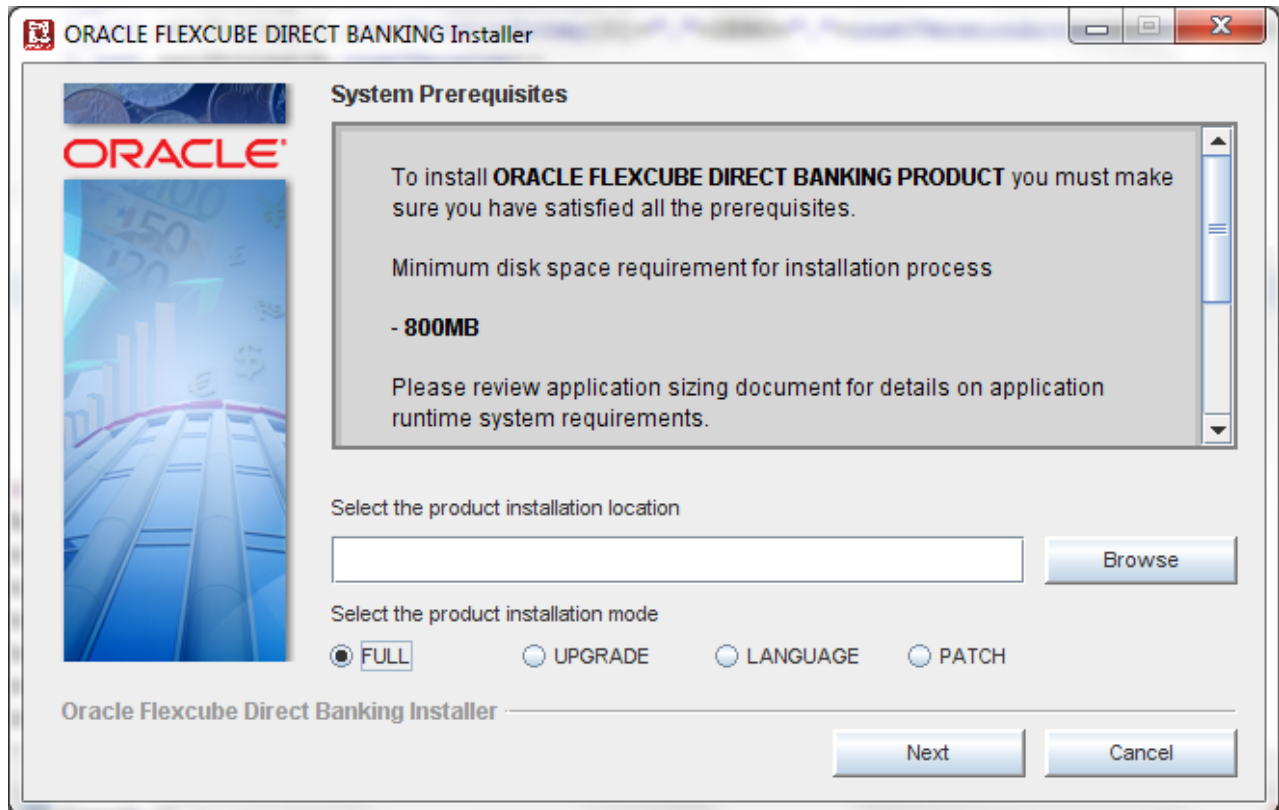 ORACLE FLEXCUBE DIRECT BANKING Installer
ORACLE
System Prerequisites
To install ORACLE FLEXCUBE DIRECT BANKING PRODUCT you must make
sure you have satisfied all the prerequisites.
Minimum disk space requirement for installation process
- 800MB
Please review application sizing document for details on application
runtime system requirements.
Select the product installation location
Browse
Select the product installation mode
FULL UPGRADE LANGUAGE PATCH
Oracle Flexcube Direct Banking Installer
Next Cancel